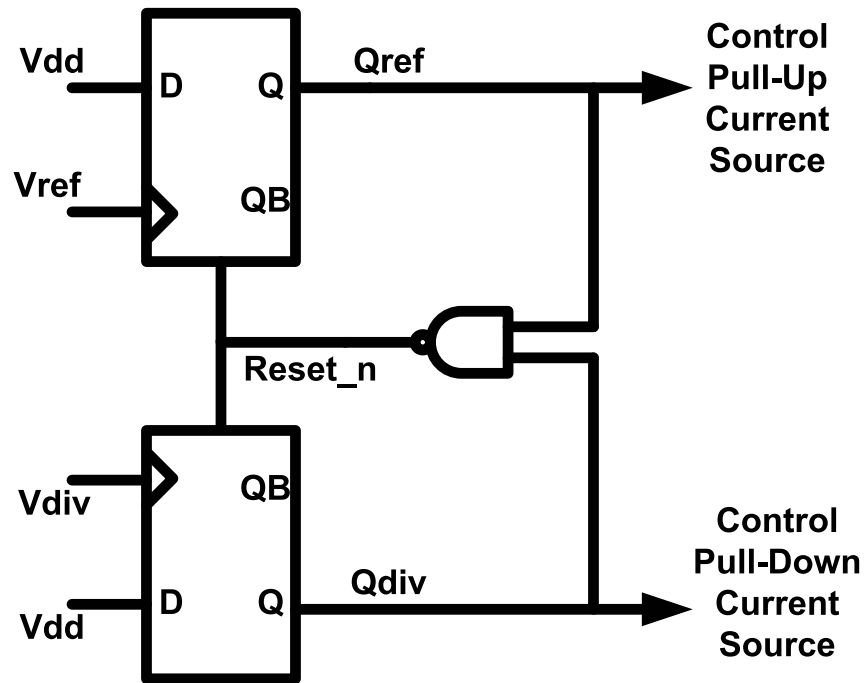 Vdd
D
Q
Qref
Control
Pull-Up
Current
Source
Vref
QB
Reset_n
Vdiv
QB
Vdd
D
Q
Qdiv
Control
Pull-Down
Current
Source